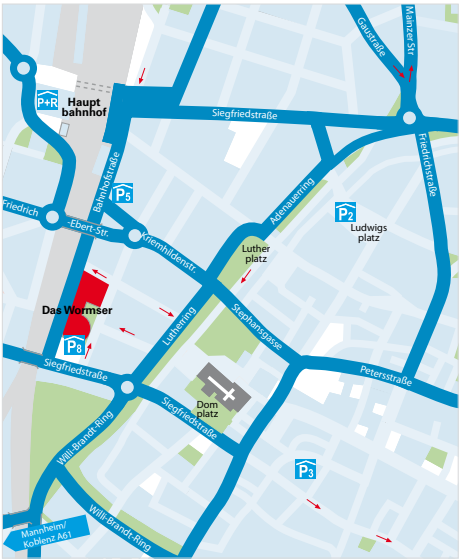 Gaustraße
Mainzer Str
P+R
Haupt
bahnhof
Siegfriedstraße
Friedrichstraße
Bahnhofstraße
P5
Adenauerring
P2
Ludwigs
platz
Friedrich
-Ebert-Str.
Kriemhildenstr.
Luther
platz
Das Wormser
P8
Lutherring
Stephansgasse
Siegfriedstraße
Petersstraße
Dom
platz
Siegfriedstraße
Willi-Brandt-Ring
P3
Willi-Brandt-Ring
Mannheim/
Koblenz A61